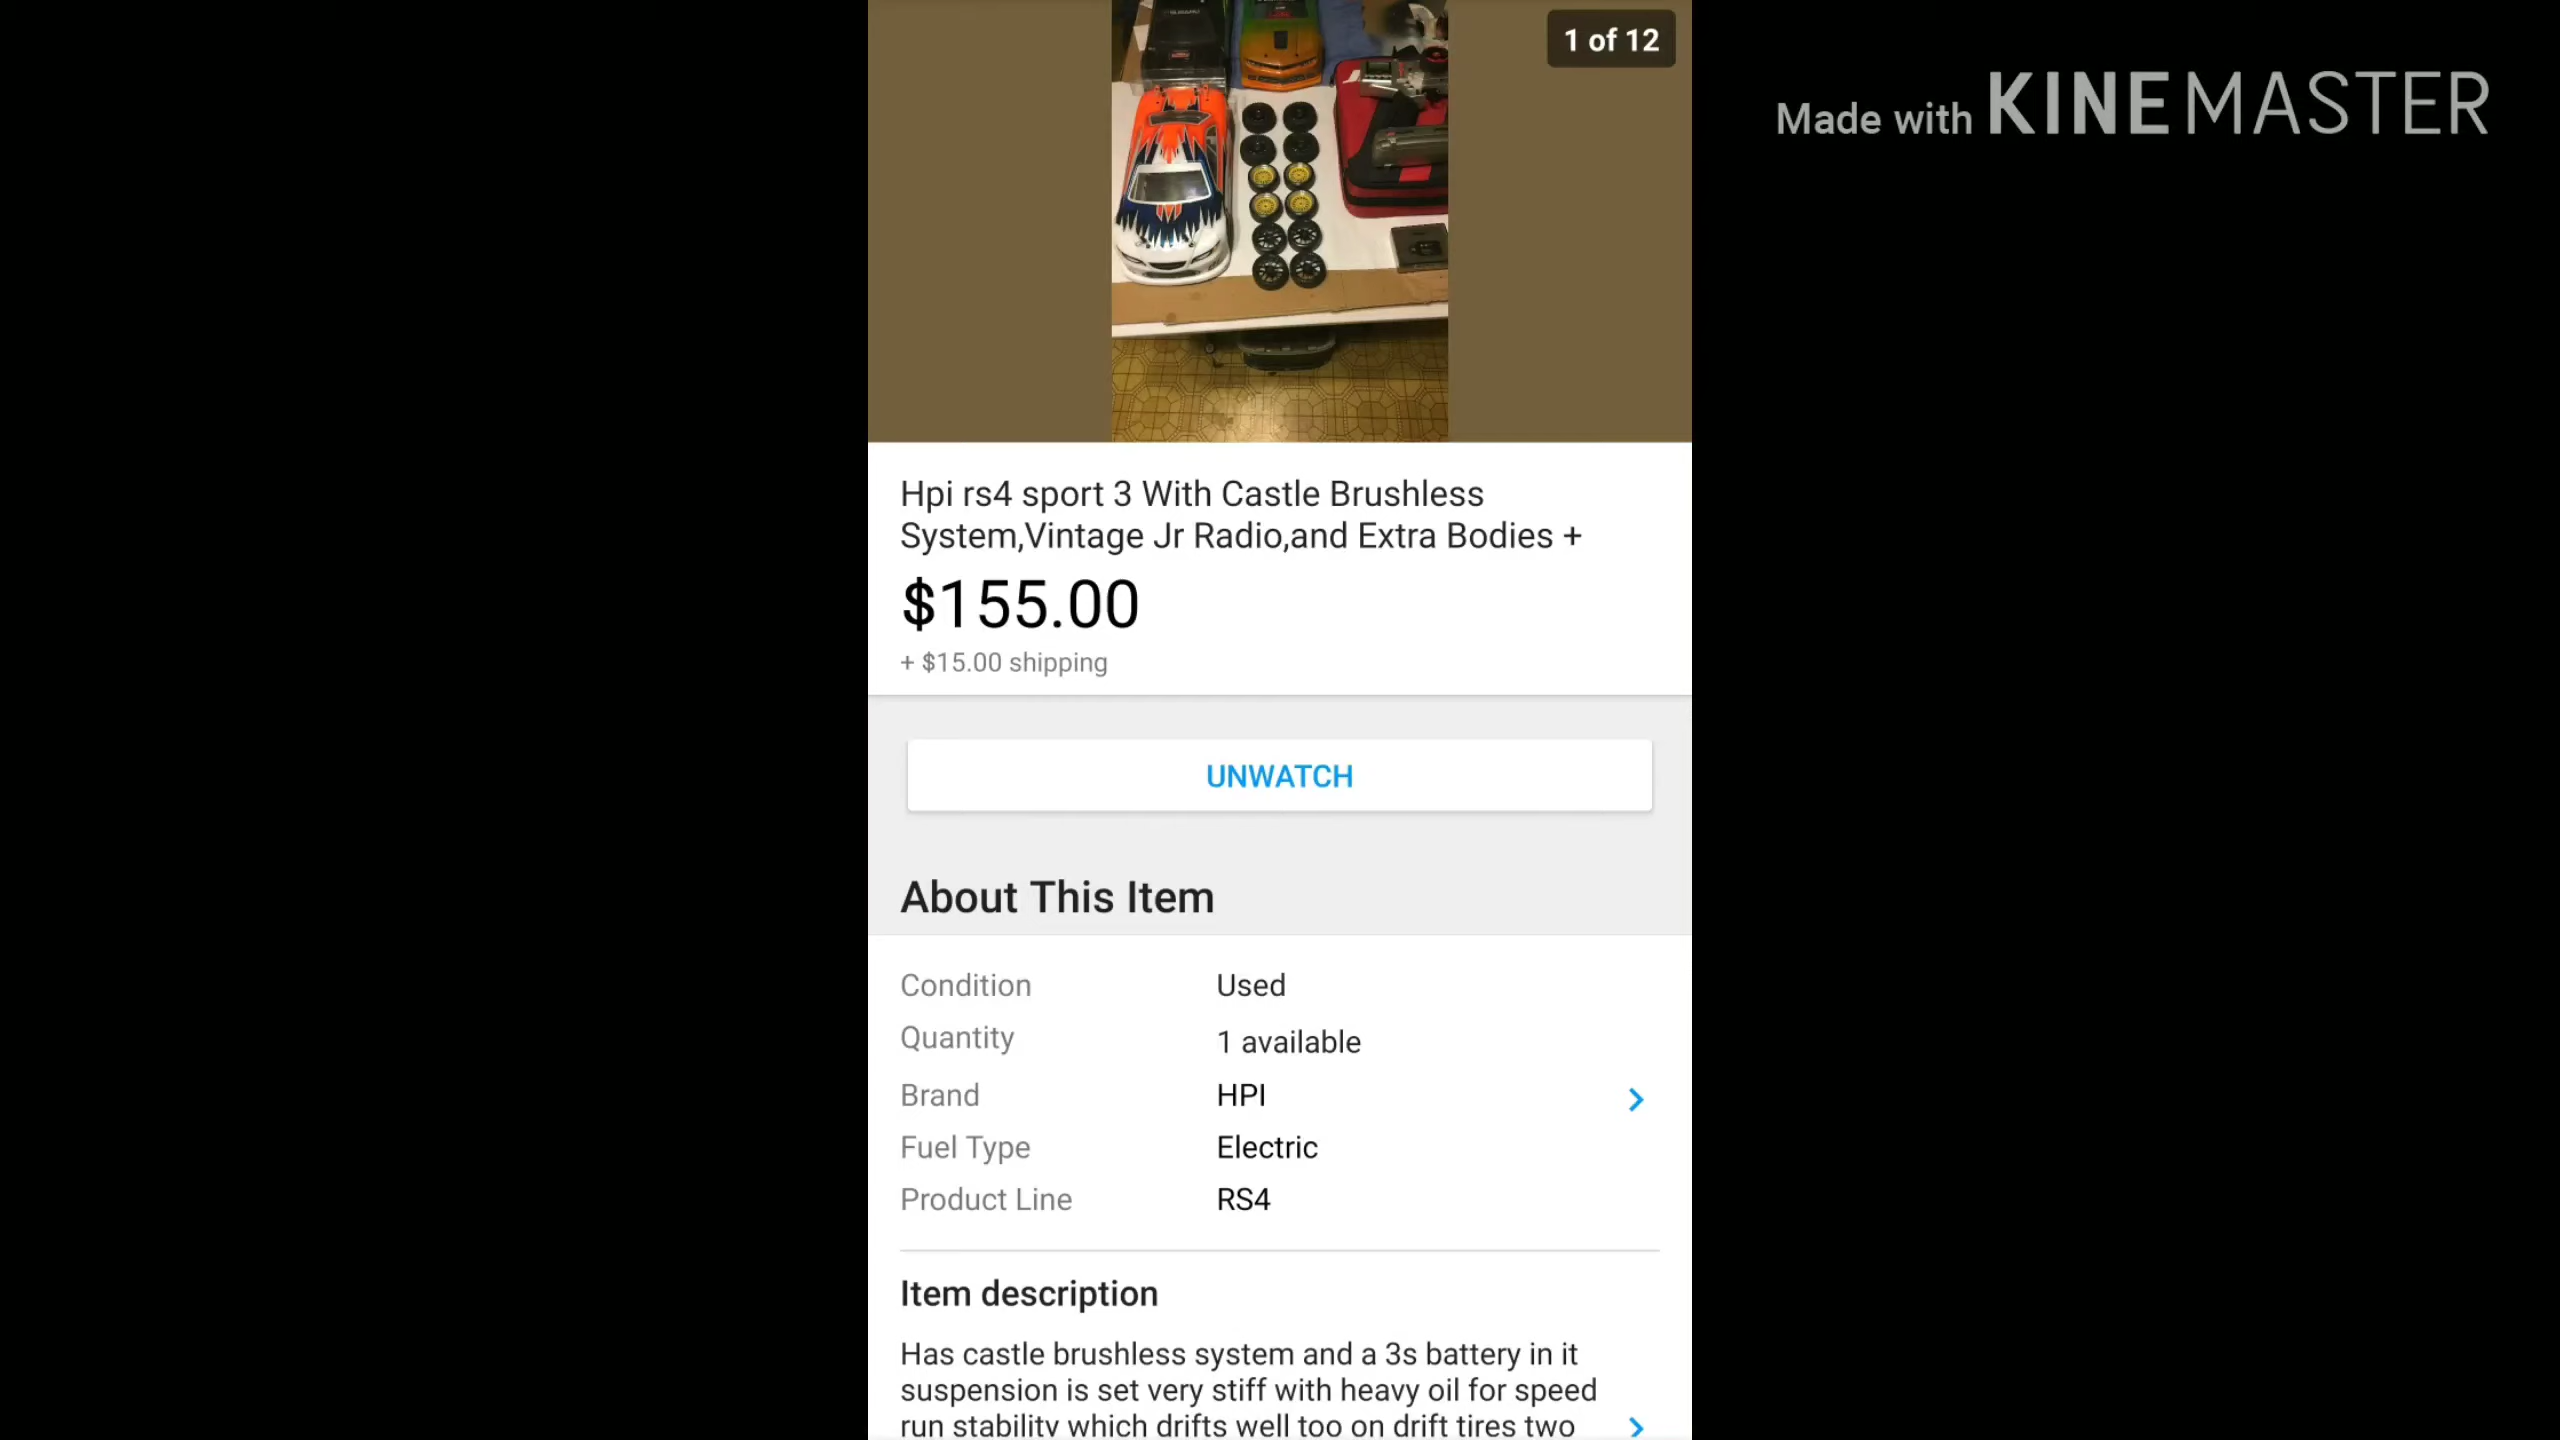 1 of 12
Made with KINEMASTER
Hpi rs4 sport 3 With Castle Brushless
System,Vintage Jr Radio,and Extra Bodies +
$155.00
+ $15.00 shipping
UNWATCH
About This Item
Condition Used
Quantity 1 available
Brand HPI
Fuel Type Electric
Product Line RS4
Item description
Has castle brushless system and a 3s battery in it
suspension is set very stiff with heavy oil for speed
run stability which drifts well too on drift tires two